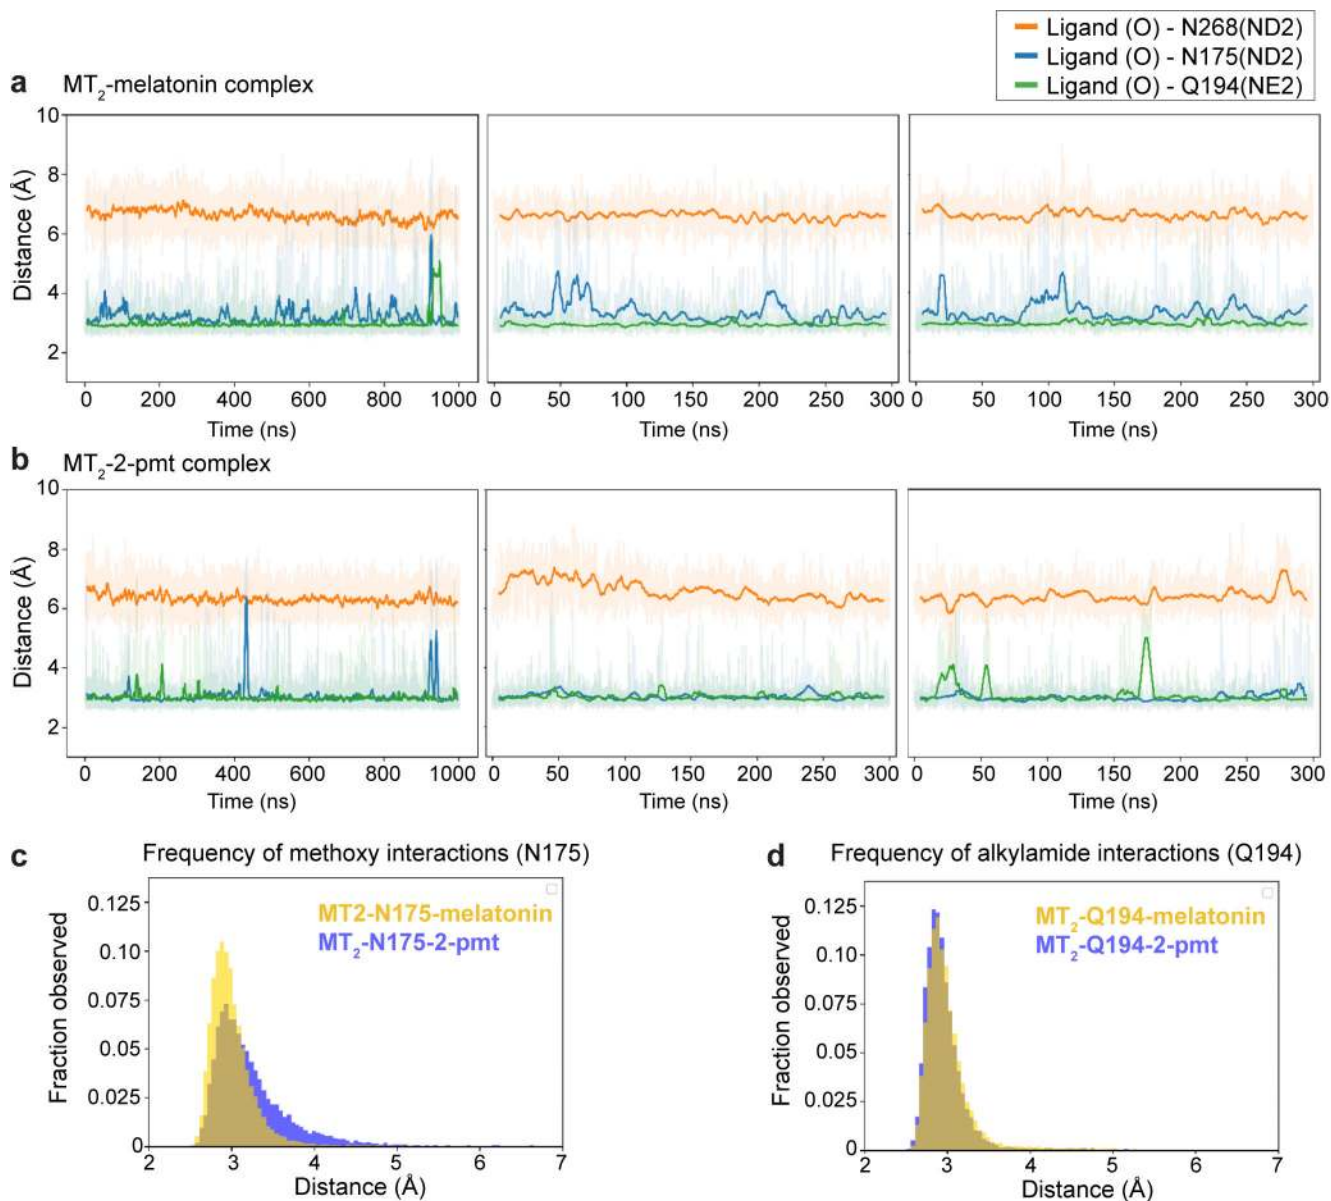 Ligand (O) - N268(ND2)
Ligand (O) - N175(ND2)
Ligand (O) - Q194(NE2)
a MT2-melatonin complex
Distance (Å)
10
8
6
4
2
0 200 400 600 800 1000
Time (ns)
0 50 100 150 200 250 300
Time (ns)
0 50 100 150 200 250 300
Time (ns)
b MT2-2-pmt complex
Distance (Å)
10
8
6
4
2
0 200 400 600 800 1000
Time (ns)
0 50 100 150 200 250 300
Time (ns)
0 50 100 150 200 250 300
Time (ns)
c Frequency of methoxy interactions (N175)
MT2-N175-melatonin
MT2-N175-2-pmt
Fraction observed
0.125
0.10
0.075
0.05
0.025
0
2 3 4 5 6 7
Distance (Å)
d Frequency of alkylamide interactions (Q194)
MT2-Q194-melatonin
MT2-Q194-2-pmt
Fraction observed
0.125
0.10
0.075
0.05
0.025
0
2 3 4 5 6 7
Distance (Å)